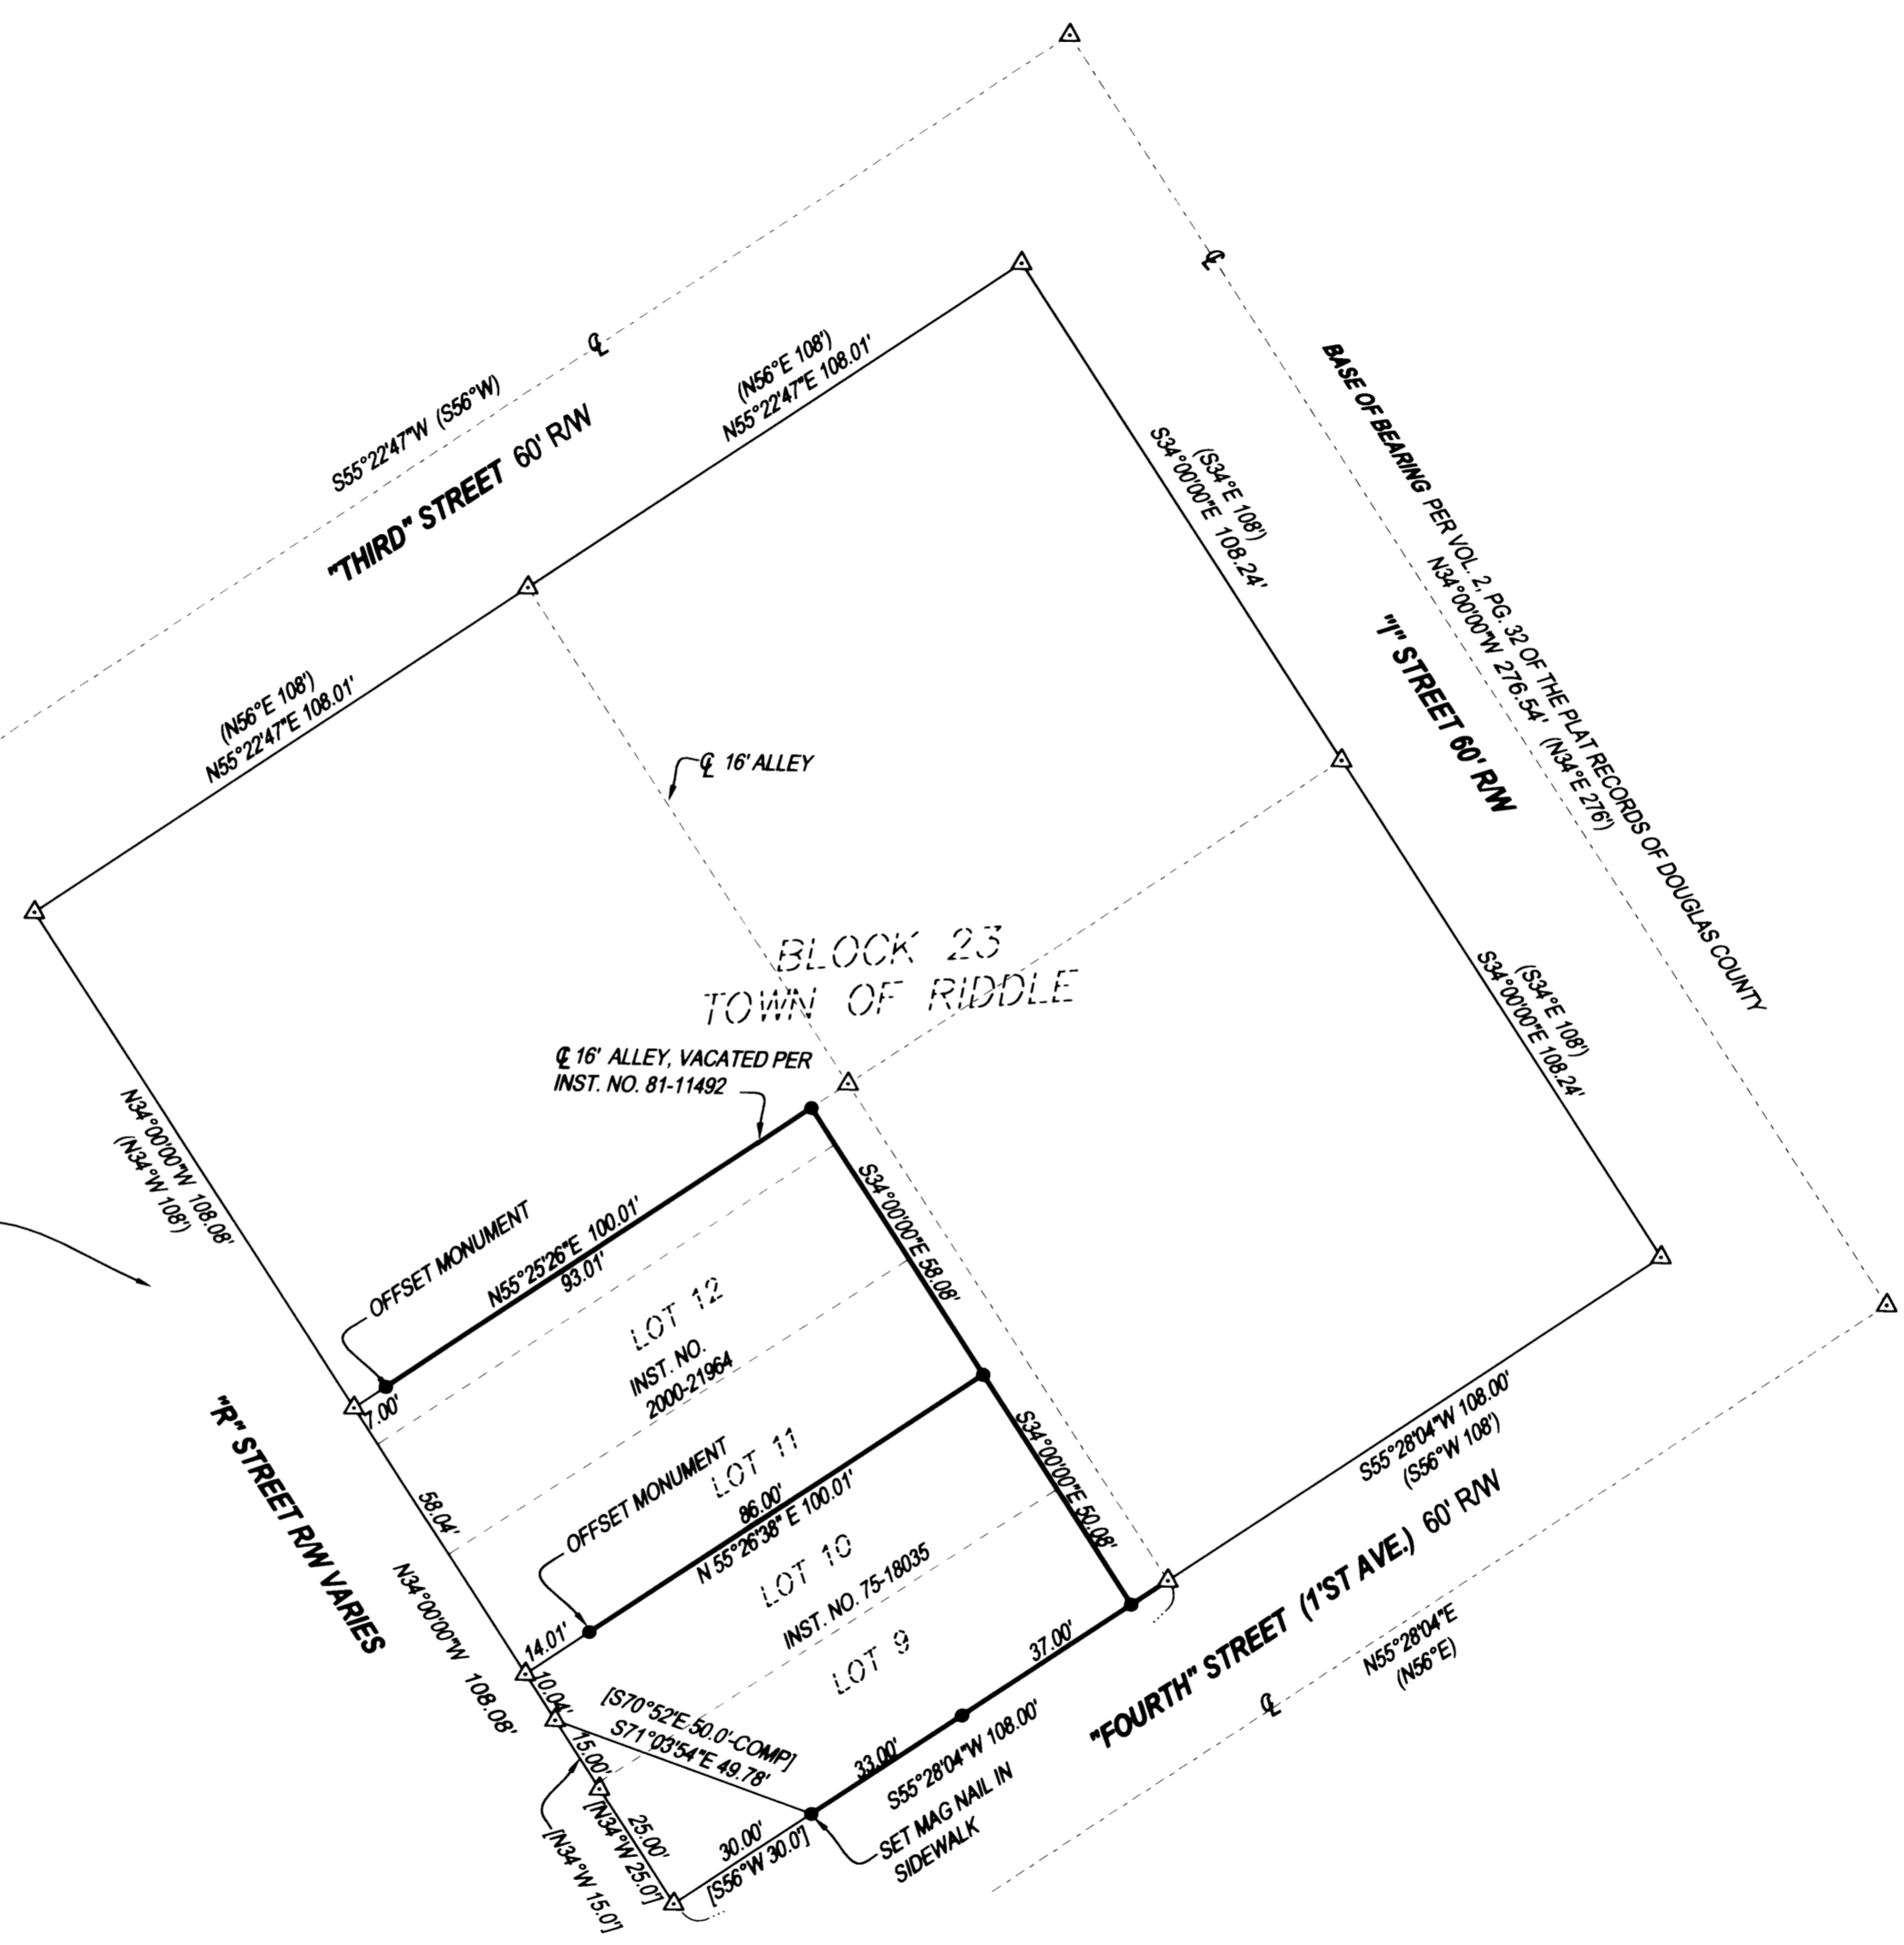 ℄
S55°22'47"W (S56°W)
"THIRD" STREET 60' R/W
(N56°E 108')
N55°22'47"E 108.01'
(N56°E 108')
N55°22'47"E 108.01'
℄
BASE OF BEARING PER VOL. 2, PG. 32 OF THE PLAT RECORDS OF DOUGLAS COUNTY
N34°00'00"W 276.54' (N34°E 276')
"I" STREET 60' R/W
(S34°E 108')
S34°00'00"E 108.24'
(S34°E 108')
S34°00'00"E 108.24'
℄ 16' ALLEY
BLOCK 23
TOWN OF RIDDLE
℄ 16' ALLEY, VACATED PER
INST. NO. 81-11492
N34°00'00"W 108.08'
(N34°W 108')
OFFSET MONUMENT
N55°25'26"E 100.01'
93.01'
7.00'
S34°00'00"E 58.08'
LOT 12
INST. NO.
2000-21964
"R" STREET R/W VARIES
58.04'
N34°00'00"W 108.08'
OFFSET MONUMENT
LOT 11
86.00'
N 55°26'38" E 100.01'
14.01'
S34°00'00"E 50.08'
LOT 10
INST. NO. 75-18035
LOT 9
10.04'
[S70°52'E 50.0'-COMP]
S71°03'54"E 49.78'
15.00'
[N34°W 15.0']
25.00'
[N34°W 25.0']
30.00'
[S56°W 30.0']
33.00'
37.00'
S55°28'04"W 108.00'
SET MAG NAIL IN
SIDEWALK
S55°28'04"W 108.00'
(S56°W 108')
"FOURTH" STREET (1'ST AVE.) 60' R/W
℄
N55°28'04"E
(N56°E)